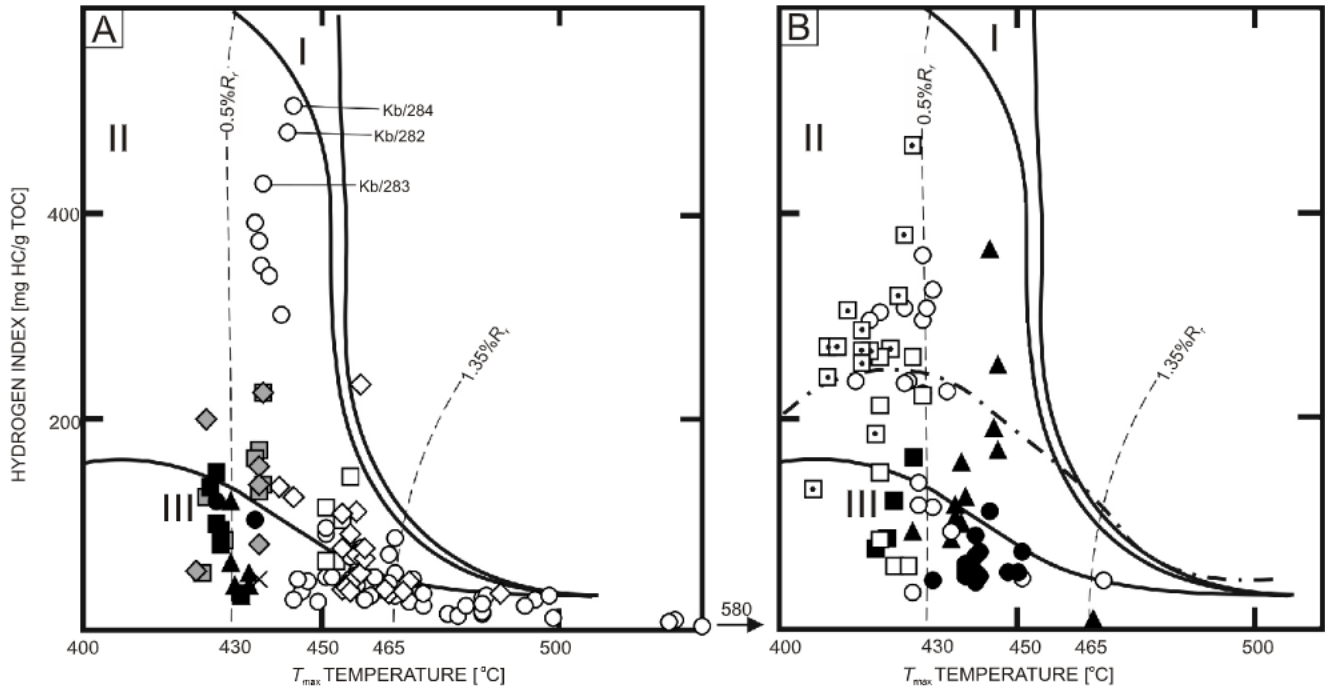 A
I
0.5%Rr
Kb/284
Kb/282
II
Kb/283
400
HYDROGEN INDEX [mg HC/g TOC]
1.35%Rr
200
III
580
400
430
450
465
500
Tmax TEMPERATURE [°C]
B
I
0.5%Rr
II
1.35%Rr
III
400
430
450
465
500
Tmax TEMPERATURE [°C]